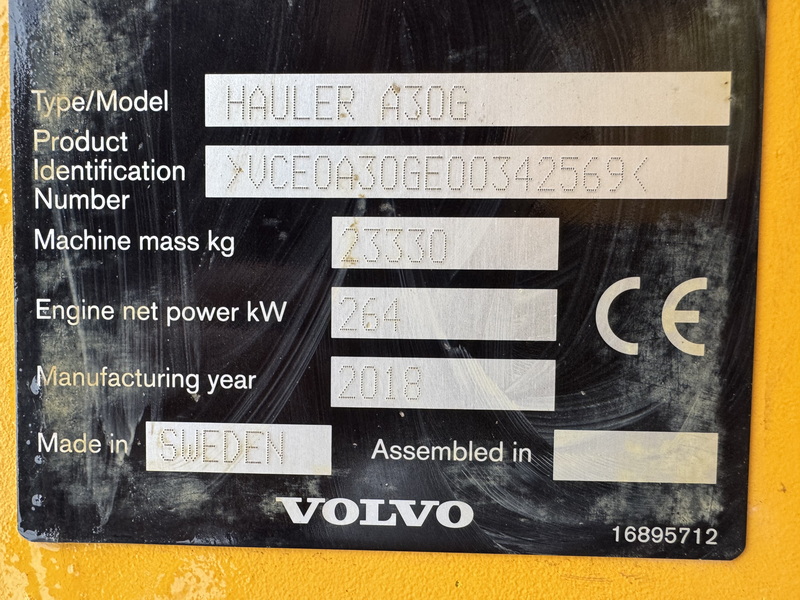 Type/Model HAULER A30G
Product
Identification >VCE0A30GE00342569<
Number
Machine mass kg 23330
Engine net power kW 264
CE
Manufacturing year 2018
Made in SWEDEN Assembled in
VOLVO
16895712